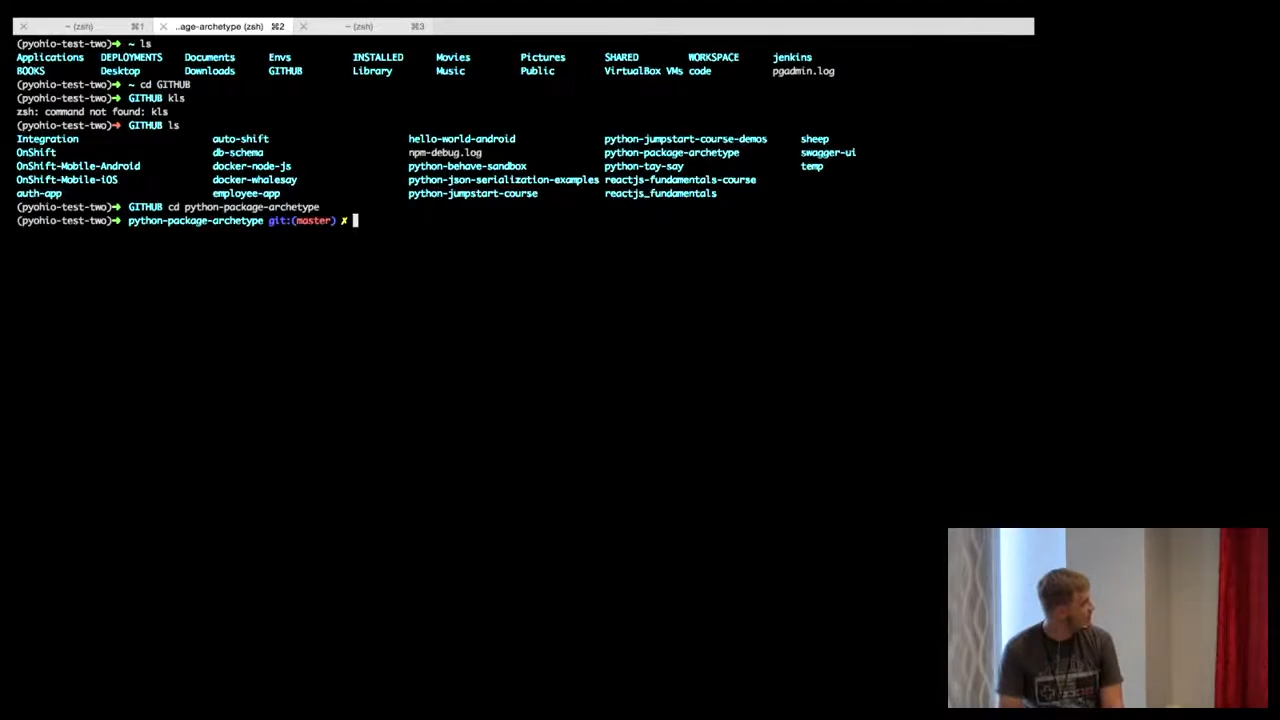 ~ (zsh) ⌘1 ..age-archetype (zsh) ⌘2 ~ (zsh) ⌘3
(pyohio-test-two)➜ ~ ls
Applications DEPLOYMENTS Documents Envs INSTALLED Movies Pictures SHARED WORKSPACE jenkins
BOOKS Desktop Downloads GITHUB Library Music Public VirtualBox VMs code pgadmin.log
(pyohio-test-two)➜ ~ cd GITHUB
(pyohio-test-two)➜ GITHUB kls
zsh: command not found: kls
(pyohio-test-two)➜ GITHUB ls
Integration auto-shift hello-world-android python-jumpstart-course-demos sheep
OnShift db-schema npm-debug.log python-package-archetype swagger-ui
OnShift-Mobile-Android docker-node-js python-behave-sandbox python-tay-say temp
OnShift-Mobile-iOS docker-whalesay python-json-serialization-examples reactjs-fundamentals-course
auth-app employee-app python-jumpstart-course reactjs_fundamentals
(pyohio-test-two)➜ GITHUB cd python-package-archetype
(pyohio-test-two)➜ python-package-archetype git:(master) ✗